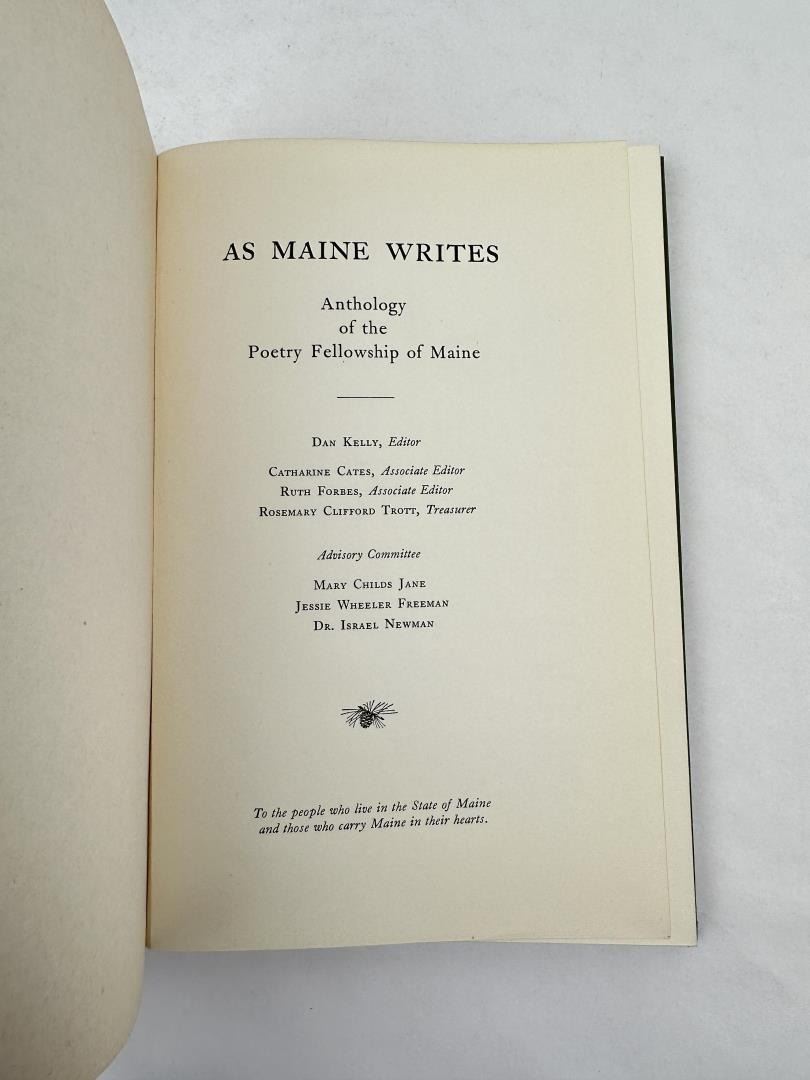 AS MAINE WRITES
Anthology
of the
Poetry Fellowship of Maine
Dan Kelly, Editor
Catharine Cates, Associate Editor
Ruth Forbes, Associate Editor
Rosemary Clifford Trott, Treasurer
Advisory Committee
Mary Childs Jane
Jessie Wheeler Freeman
Dr. Israel Newman
To the people who live in the State of Maine
and those who carry Maine in their hearts.